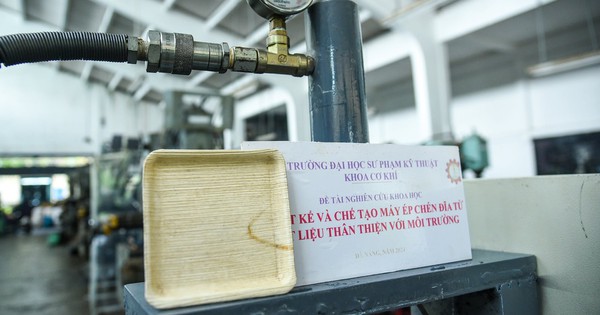 TRƯỜNG ĐẠI HỌC SƯ PHẠM KỸ THUẬT
KHOA CƠ KHÍ
ĐỀ TÀI NGHIÊN CỨU KHOA HỌC
KẾ VÀ CHẾ TẠO MÁY ÉP CHÉN ĐĨA TỪ
LIỆU THÂN THIỆN VỚI MÔI TRƯỜNG
NĂM